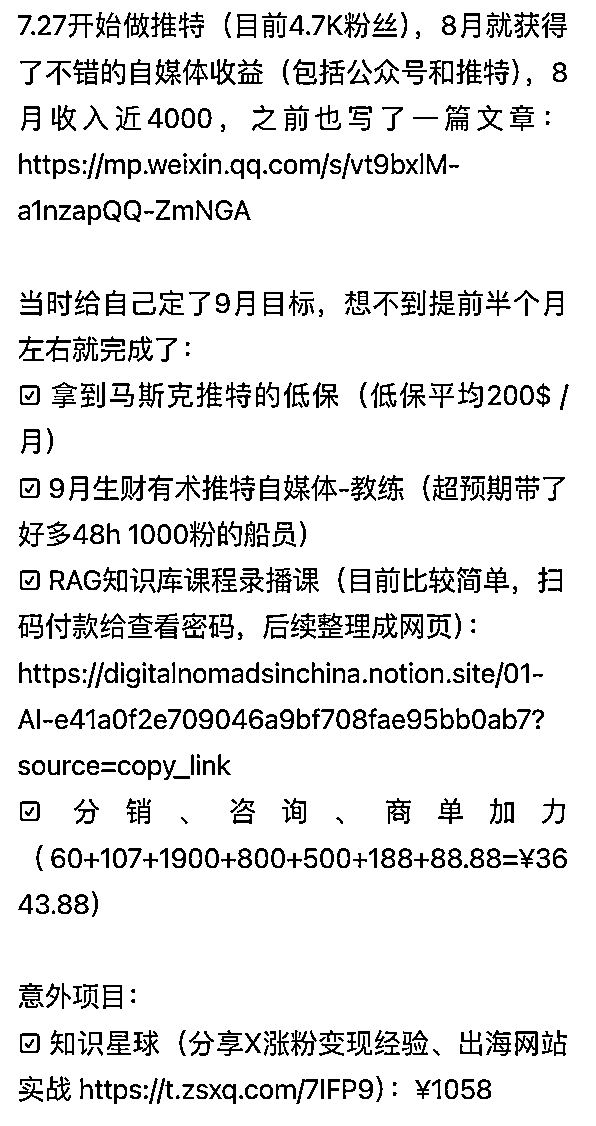 7.27开始做推特（目前4.7K粉丝），8月就获得
了不错的自媒体收益（包括公众号和推特），8
月收入近4000，之前也写了一篇文章：
https://mp.weixin.qq.com/s/vt9bxlM-
a1nzapQQ-ZmNGA
当时给自己定了9月目标，想不到提前半个月
左右就完成了：
☑ 拿到马斯克推特的低保（低保平均200$ /
月）
☑ 9月生财有术推特自媒体-教练（超预期带了
好多48h 1000粉的船员）
☑ RAG知识库课程录播课（目前比较简单，扫
码付款给查看密码，后续整理成网页）：
https://digitalnomadsinchina.notion.site/01-
AI-e41a0f2e709046a9bf708fae95bb0ab7?
source=copy_link
☑ 分销、咨询、商单加力
（60+107+1900+800+500+188+88.88=¥36
43.88）
意外项目：
☑ 知识星球（分享X涨粉变现经验、出海网站
实战 https://t.zsxq.com/7IFP9）：¥1058